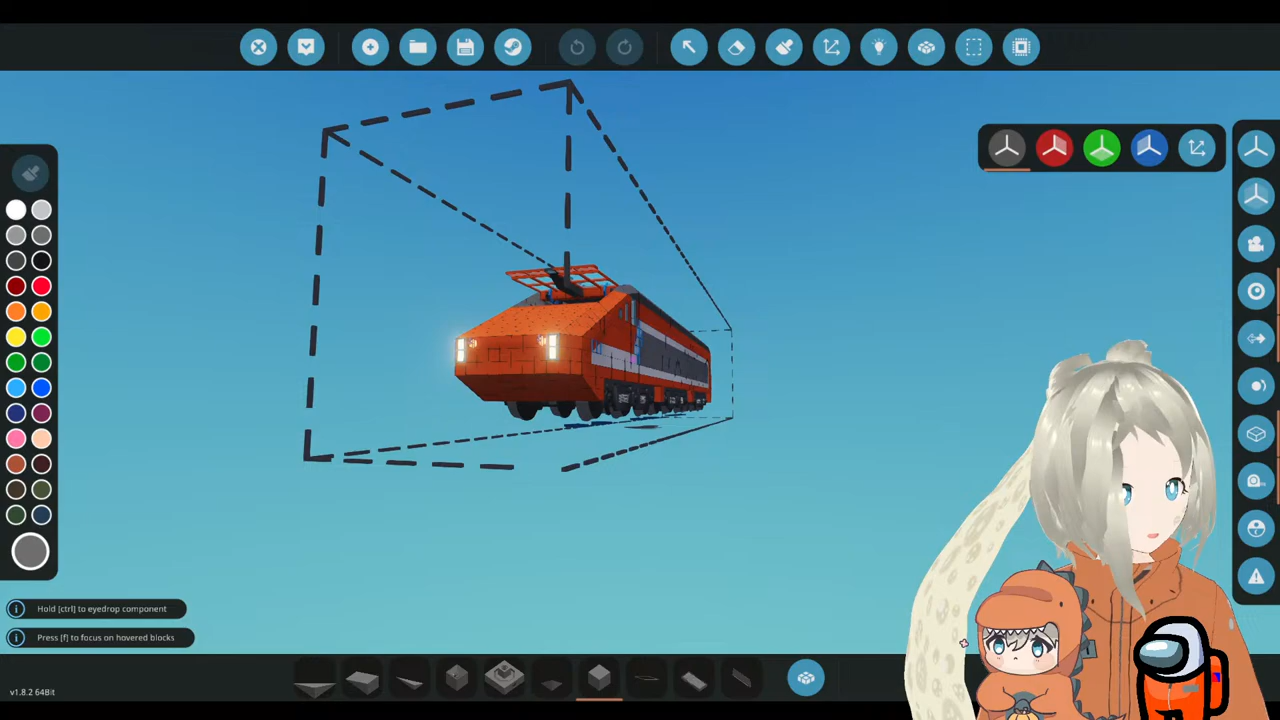 Hold [ctrl] to eyedrop component
Press [f] to focus on hovered blocks
v1.8.2 64Bit